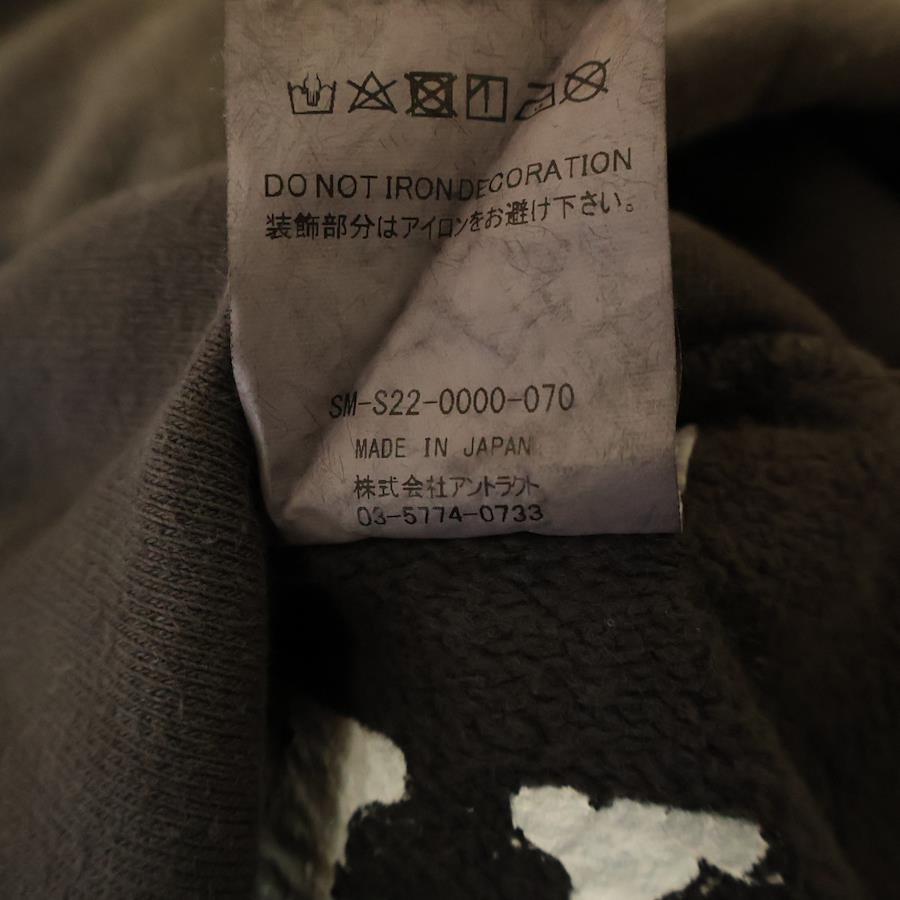 DO NOT IRON DECORATION
装飾部分はアイロンをお避け下さい。
SM-S22-0000-070
MADE IN JAPAN
株式会社アントラクト
03-5774-0733